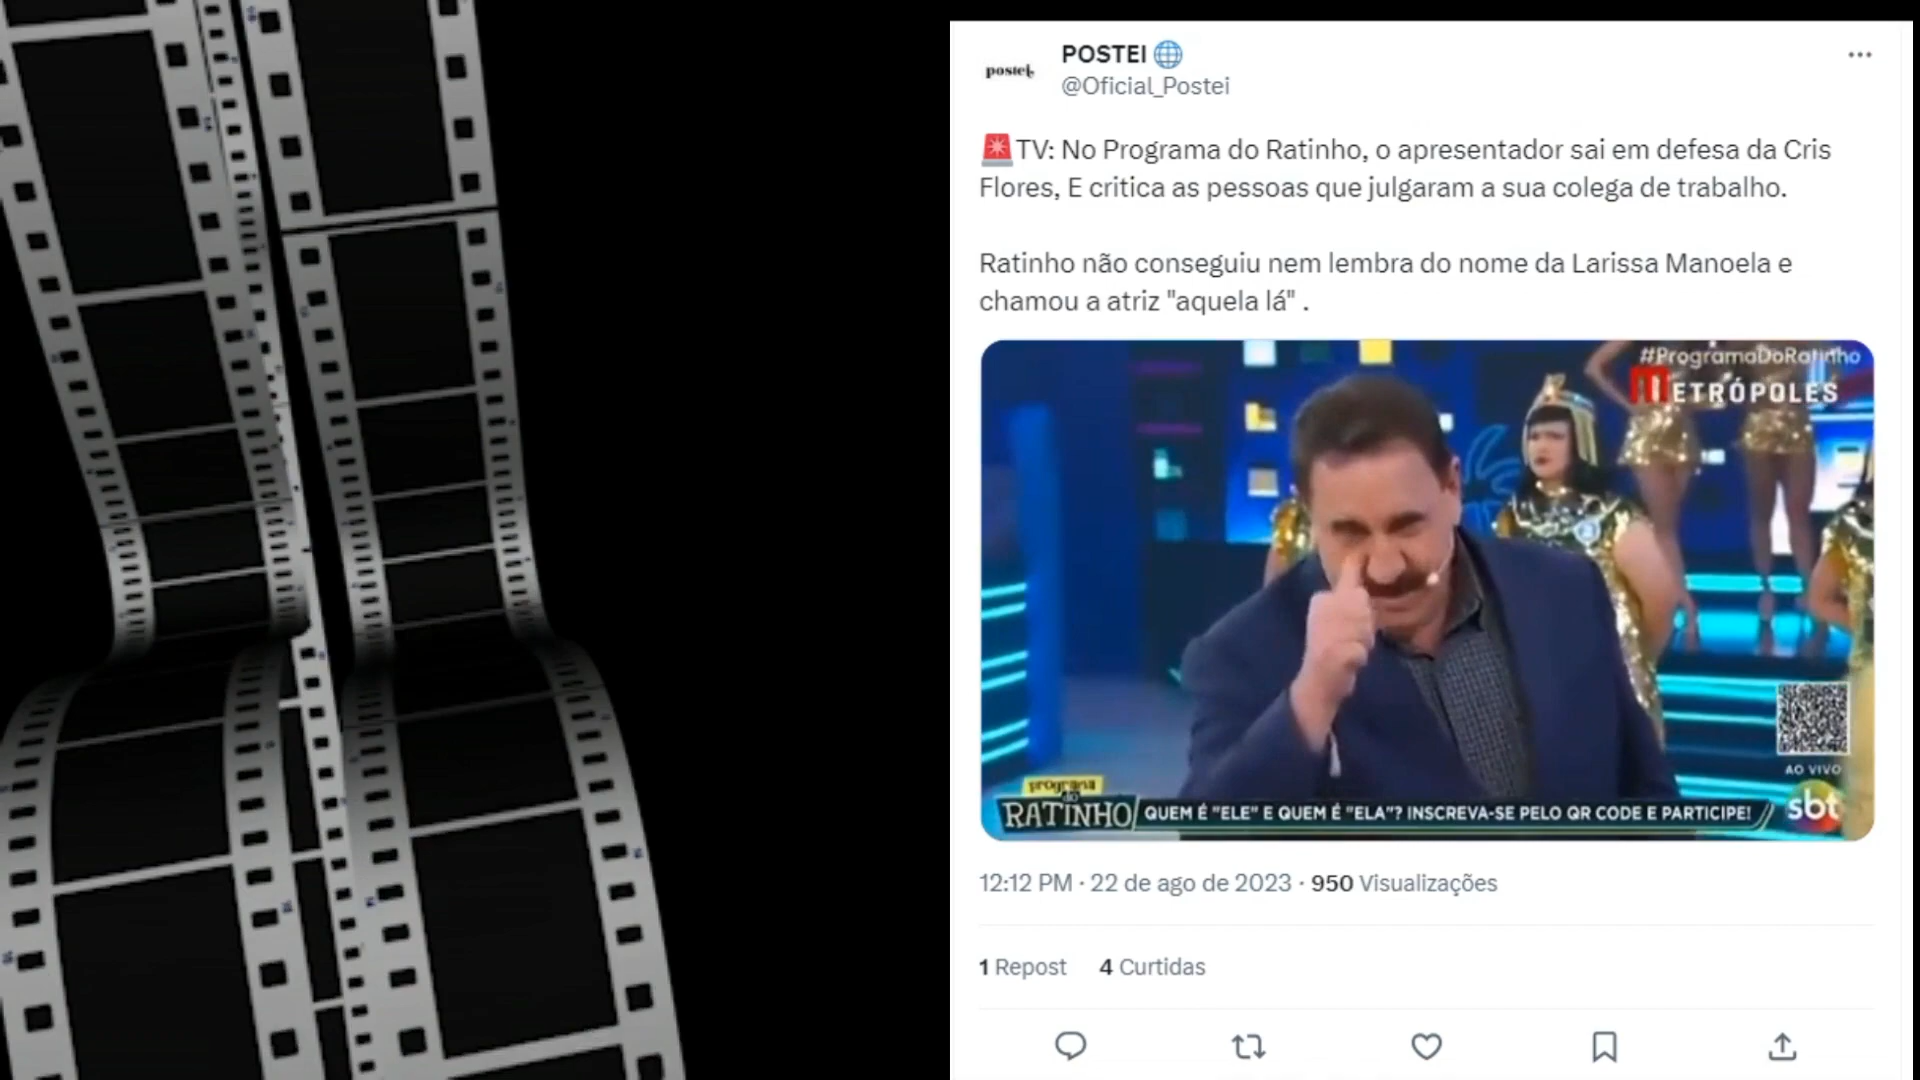 POSTEI
postei
@Oficial_Postei
TV: No Programa do Ratinho, o apresentador sai em defesa da Cris
Flores, E critica as pessoas que julgaram a sua colega de trabalho.
Ratinho não conseguiu nem lembra do nome da Larissa Manoela e
chamou a atriz "aquela lá" .
#ProgramaDoRatinho
METRÓPOLES
AO VIVO
programa
do
RATINHO
QUEM É "ELE" E QUEM É "ELA"? INSCREVA-SE PELO QR CODE E PARTICIPE!
sbt
12:12 PM · 22 de ago de 2023 · 950 Visualizações
1 Repost 4 Curtidas